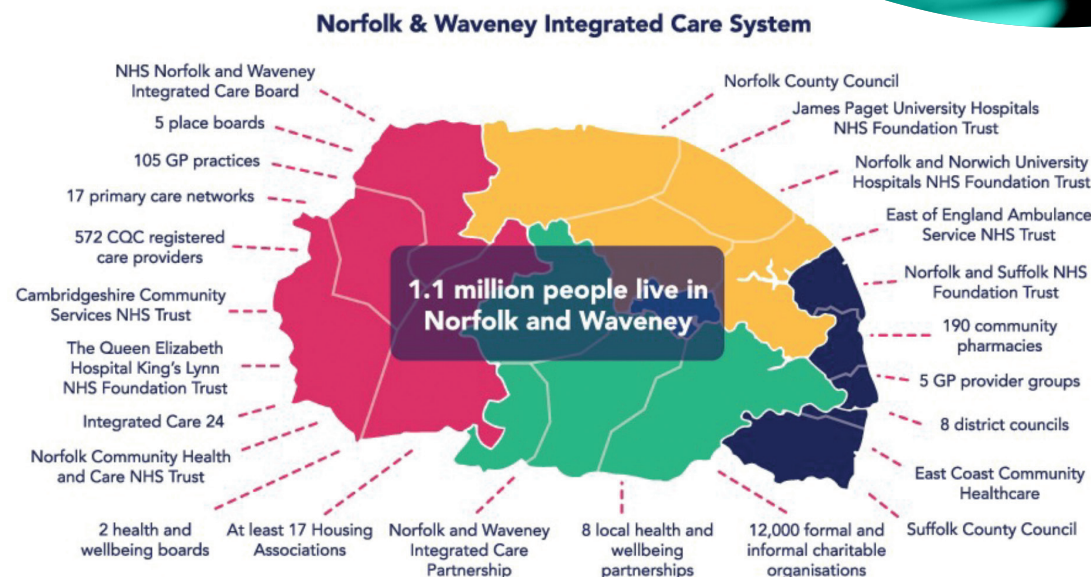 Norfolk & Waveney Integrated Care System
NHS Norfolk and Waveney
Integrated Care Board
5 place boards
105 GP practices
17 primary care networks
572 CQC registered
care providers
Cambridgeshire Community
Services NHS Trust
The Queen Elizabeth
Hospital King's Lynn
NHS Foundation Trust
Integrated Care 24
Norfolk Community Health
and Care NHS Trust
2 health and
wellbeing boards
At least 17 Housing
Associations
Norfolk and Waveney
Integrated Care
Partnership
8 local health and
wellbeing
partnerships
12,000 formal and
informal charitable
organisations
1.1 million people live in
Norfolk and Waveney
Norfolk County Council
James Paget University Hospitals
NHS Foundation Trust
Norfolk and Norwich University
Hospitals NHS Foundation Trust
East of England Ambulance
Service NHS Trust
Norfolk and Suffolk NHS
Foundation Trust
190 community
pharmacies
5 GP provider groups
8 district councils
East Coast Community
Healthcare
Suffolk County Council